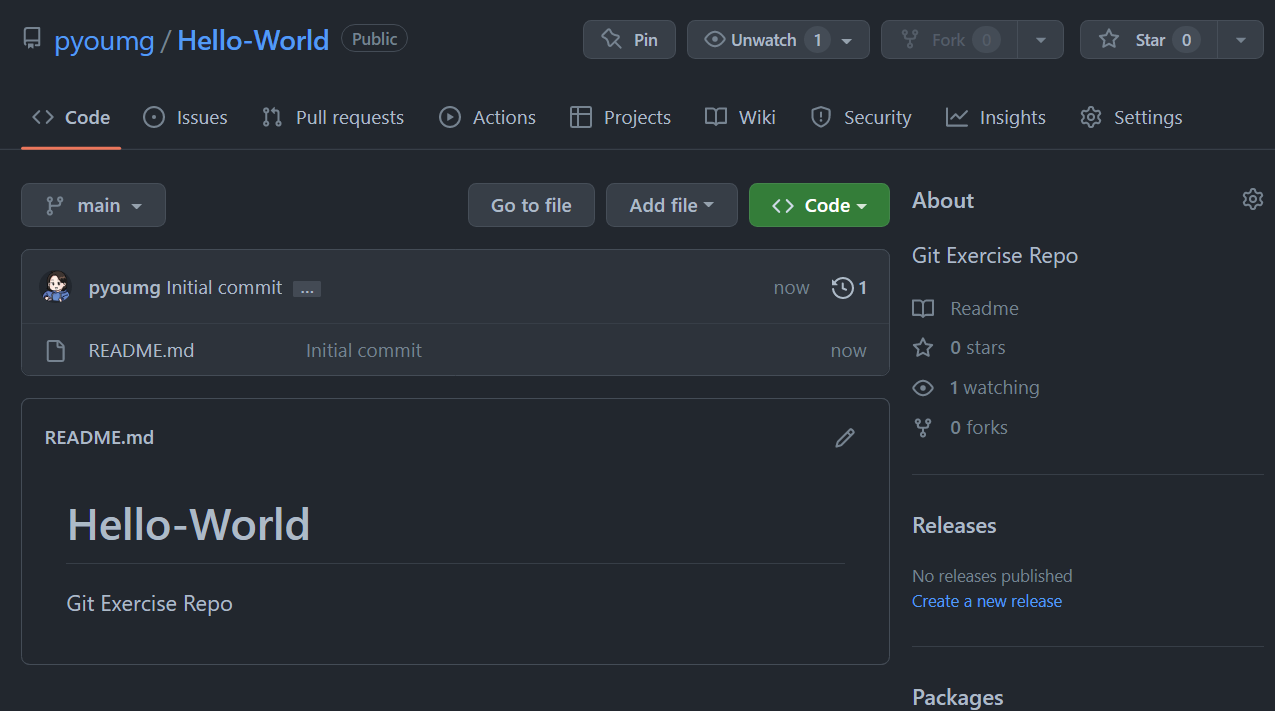 pyoumg / Hello-World Public Pin Unwatch 1 Fork 0 Star 0
Code Issues Pull requests Actions Projects Wiki Security Insights Settings
main Go to file Add file Code
pyoumg Initial commit ... now 1
README.md Initial commit now
README.md
Hello-World
Git Exercise Repo
About
Git Exercise Repo
Readme
0 stars
1 watching
0 forks
Releases
No releases published
Create a new release
Packages